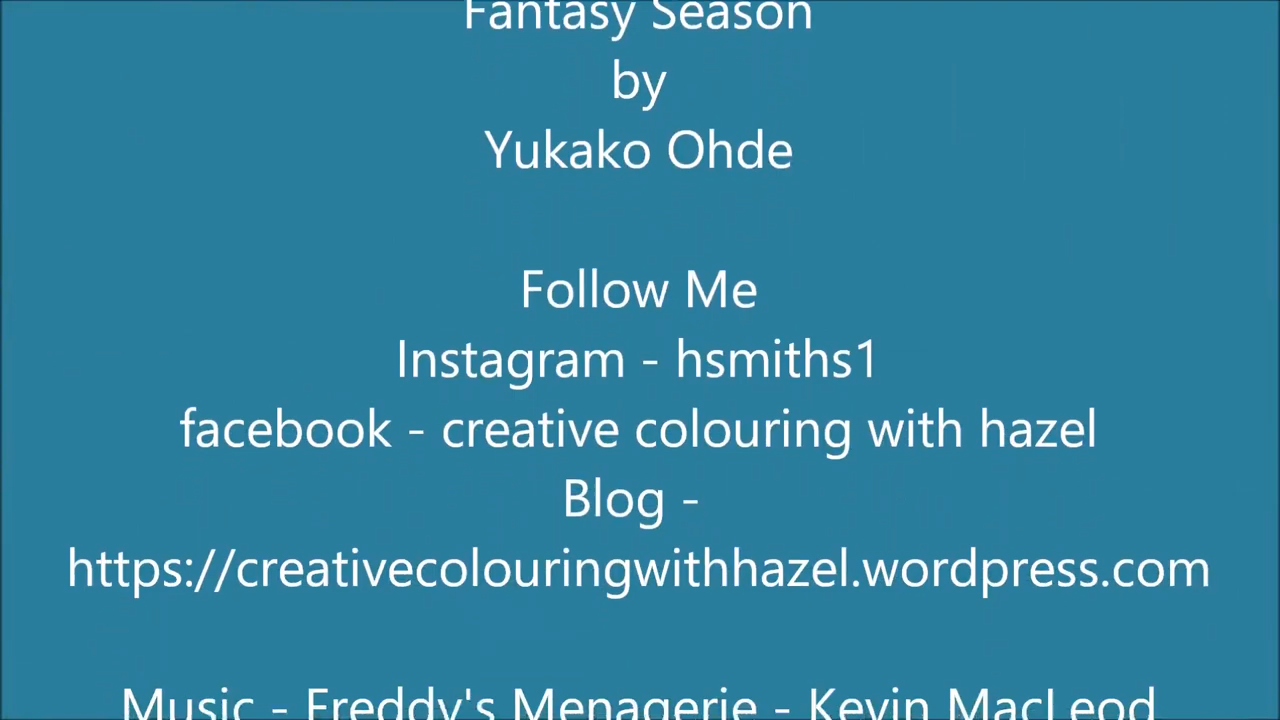 Fantasy Season
by
Yukako Ohde
Follow Me
Instagram - hsmiths1
facebook - creative colouring with hazel
Blog -
https://creativecolouringwithhazel.wordpress.com
Music - Freddy's Menagerie - Kevin MacLeod